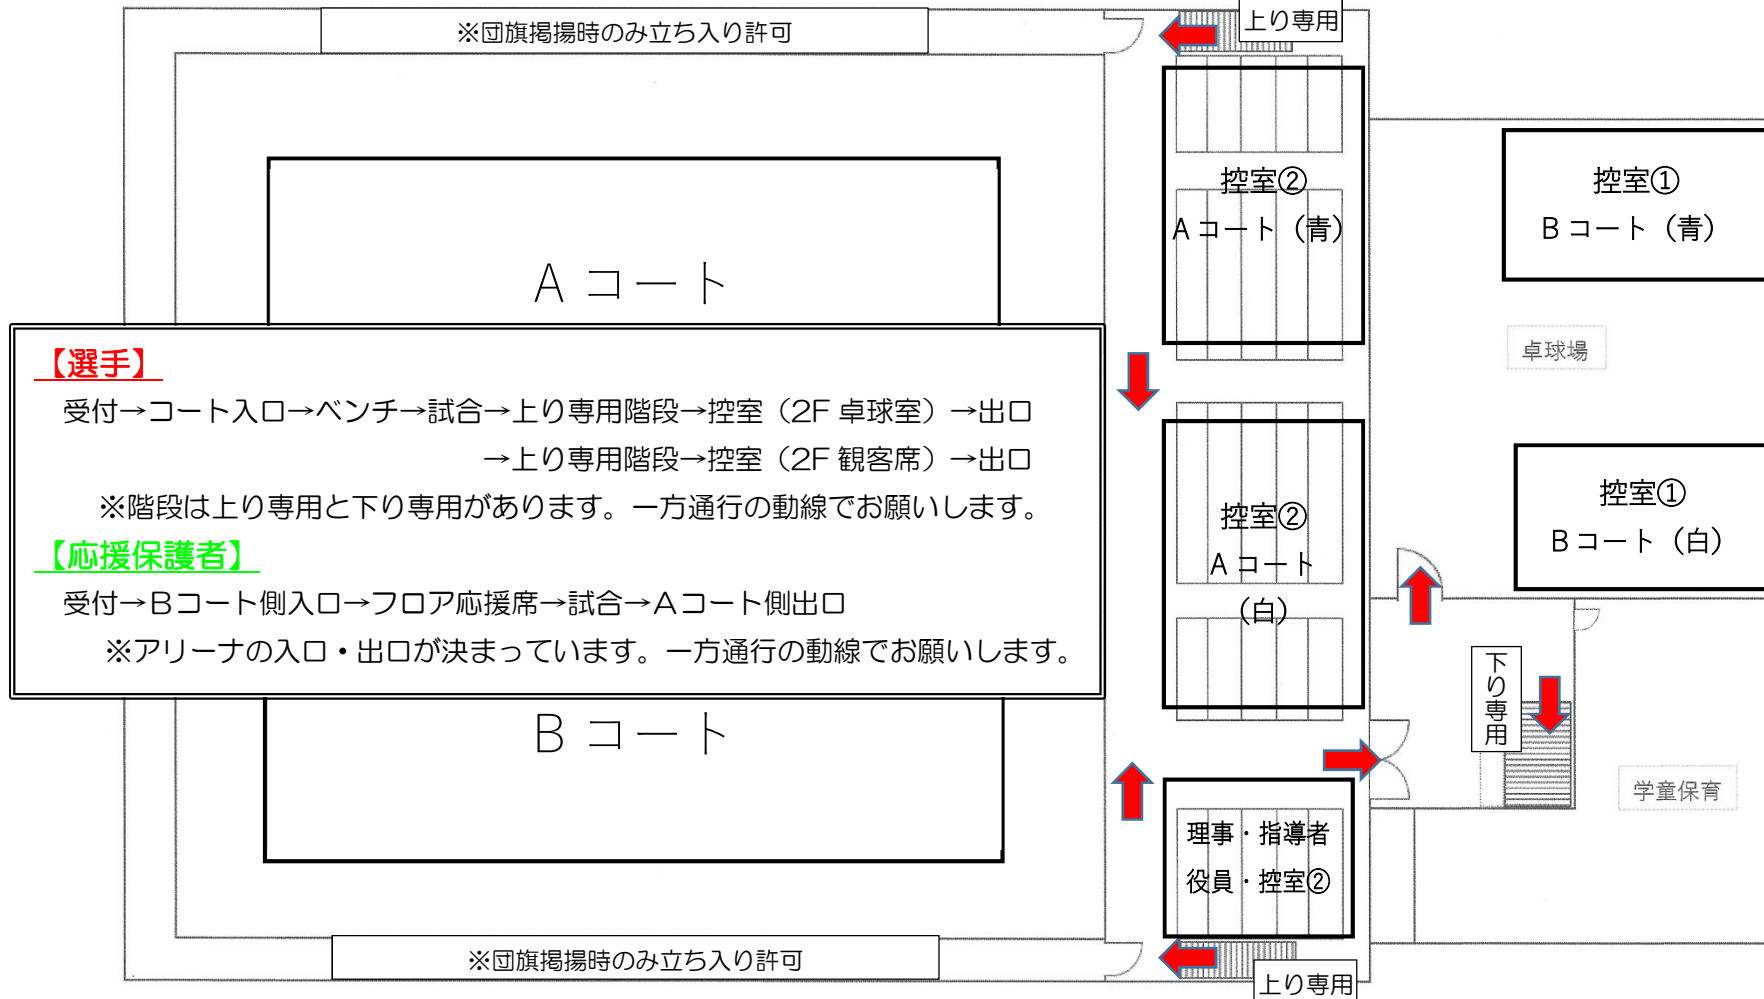 ※団旗掲揚時のみ立ち入り許可
上り専用
控室②
Aコート（青）
控室①
Bコート（青）
Aコート
卓球場
【選手】
受付→コート入口→ベンチ→試合→上り専用階段→控室（2F 卓球室）→出口
→上り専用階段→控室（2F 観客席）→出口
※階段は上り専用と下り専用があります。一方通行の動線でお願いします。
【応援保護者】
受付→Bコート側入口→フロア応援席→試合→Aコート側出口
※アリーナの入口・出口が決まっています。一方通行の動線でお願いします。
控室②
Aコート
（白）
控室①
Bコート（白）
下り専用
Bコート
学童保育
理事・指導者
役員・控室②
※団旗掲揚時のみ立ち入り許可
上り専用